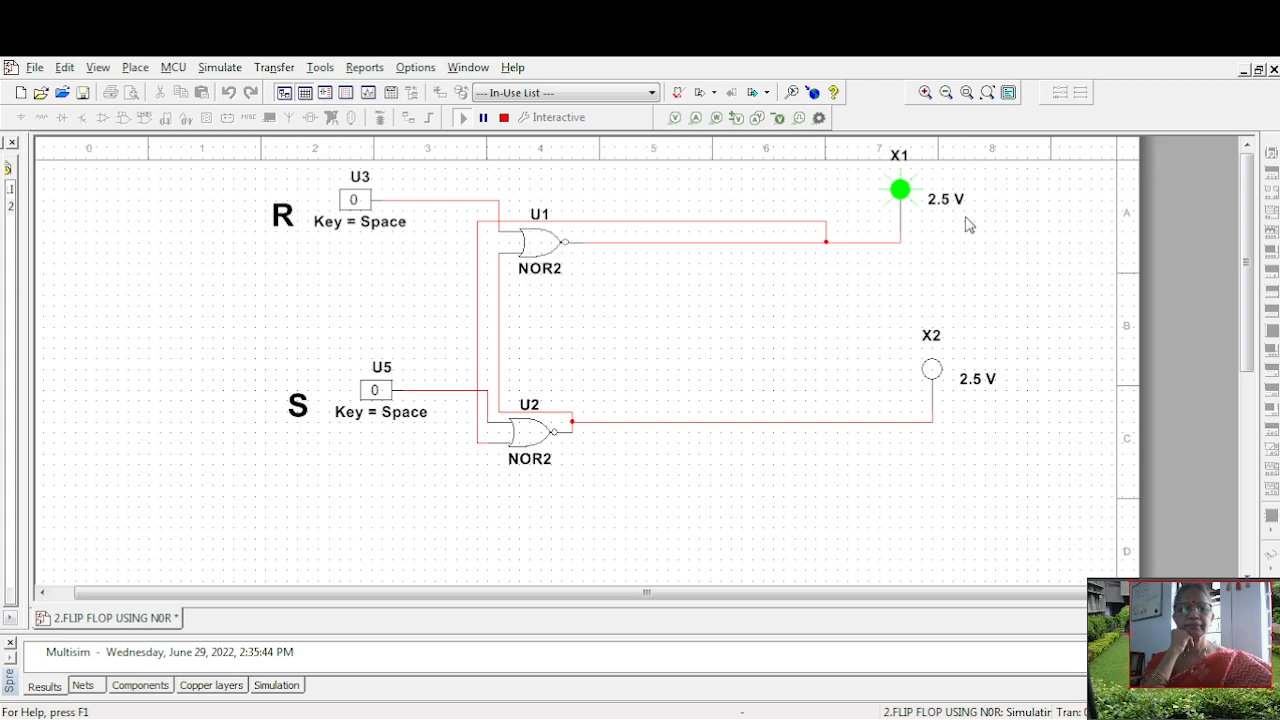 File Edit View Place MCU Simulate Transfer Tools Reports Options Window Help
--- In-Use List ---
Interactive
0 2 3 4 5 6 7 8
X1
U3
0
2.5 V
R
Key = Space
U1
A
NOR2
B
X2
U5
2.5 V
0
S
Key = Space
U2
C
NOR2
D
2.FLIP FLOP USING N0R *
Multisim - Wednesday, June 29, 2022, 2:35:44 PM
Spre
Results Nets Components Copper layers Simulation
For Help, press F1
-
2.FLIP FLOP USING N0R: Simulatin Tran: